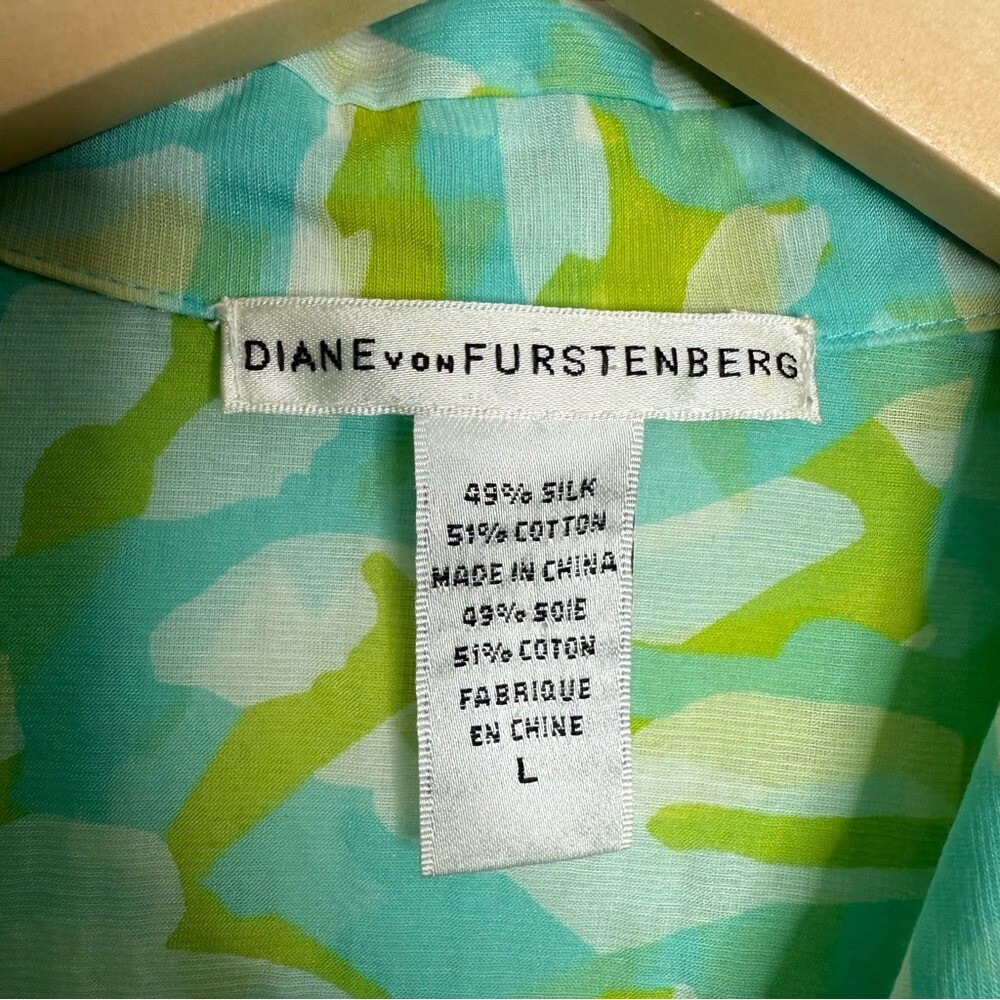 DIANE von FURSTENBERG
49% SILK
51% COTTON
MADE IN CHINA
49% SOIE
51% COTON
FABRIQUE
EN CHINE
L